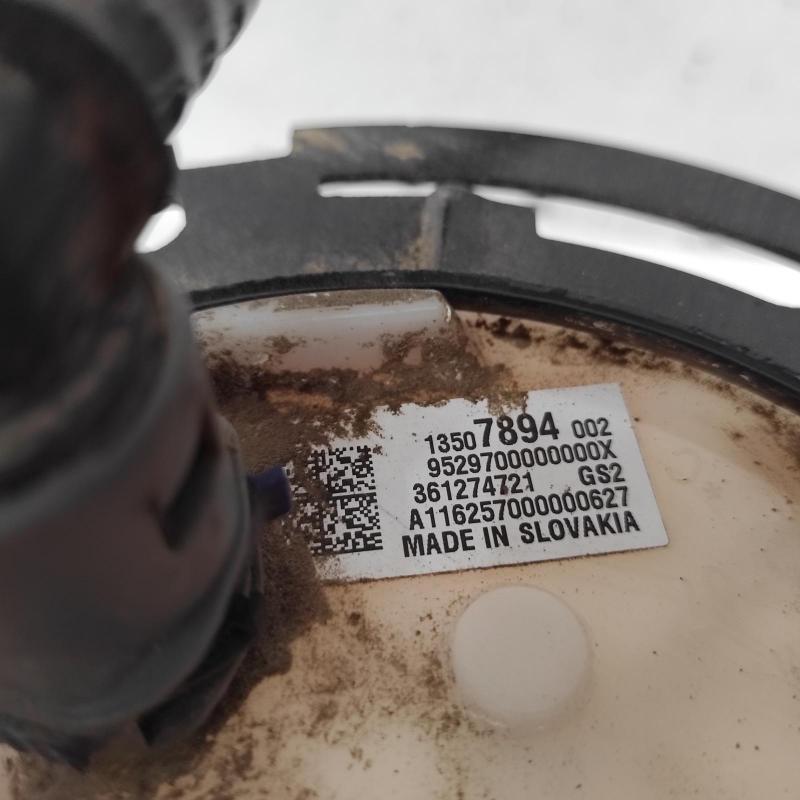 13507894 002
9529700000000X
361274721 GS2
A116257000000627
MADE IN SLOVAKIA